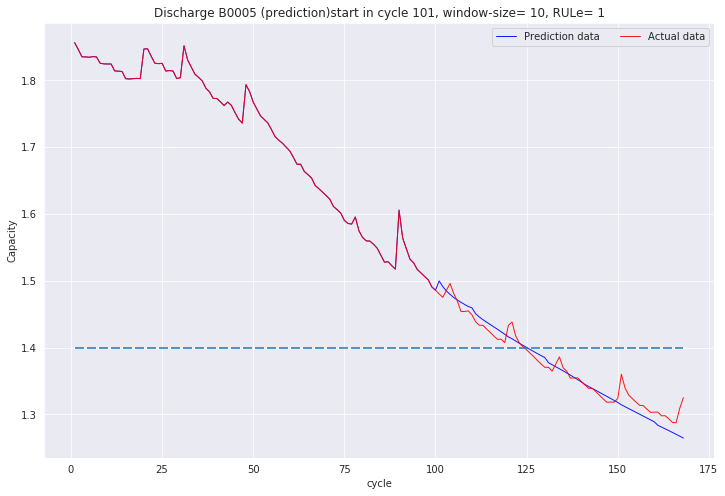 Discharge B0005 (prediction)start in cycle 101, window-size= 10, RULe= 1
Prediction data Actual data
Capacity
1.8
1.7
1.6
1.5
1.4
1.3
0 25 50 75 100 125 150 175
cycle